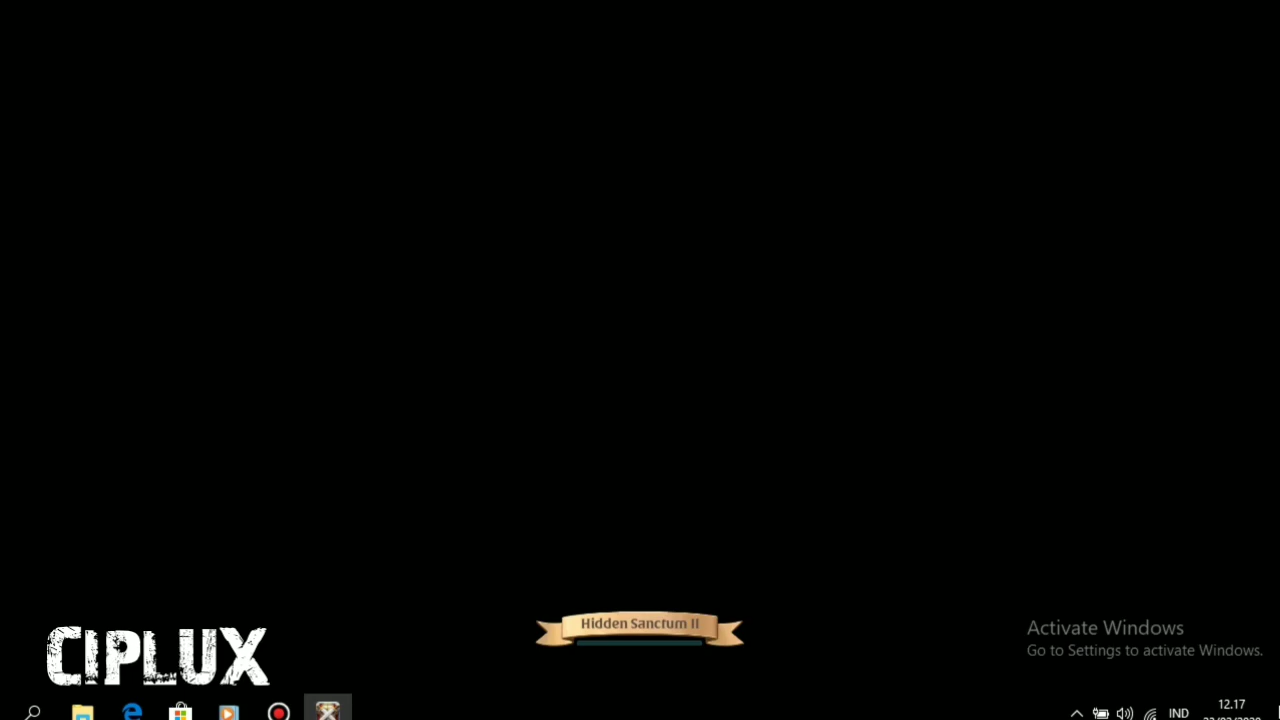 Hidden Sanctum II
Activate Windows
Go to Settings to activate Windows.
CIPLUX
IND
12.17